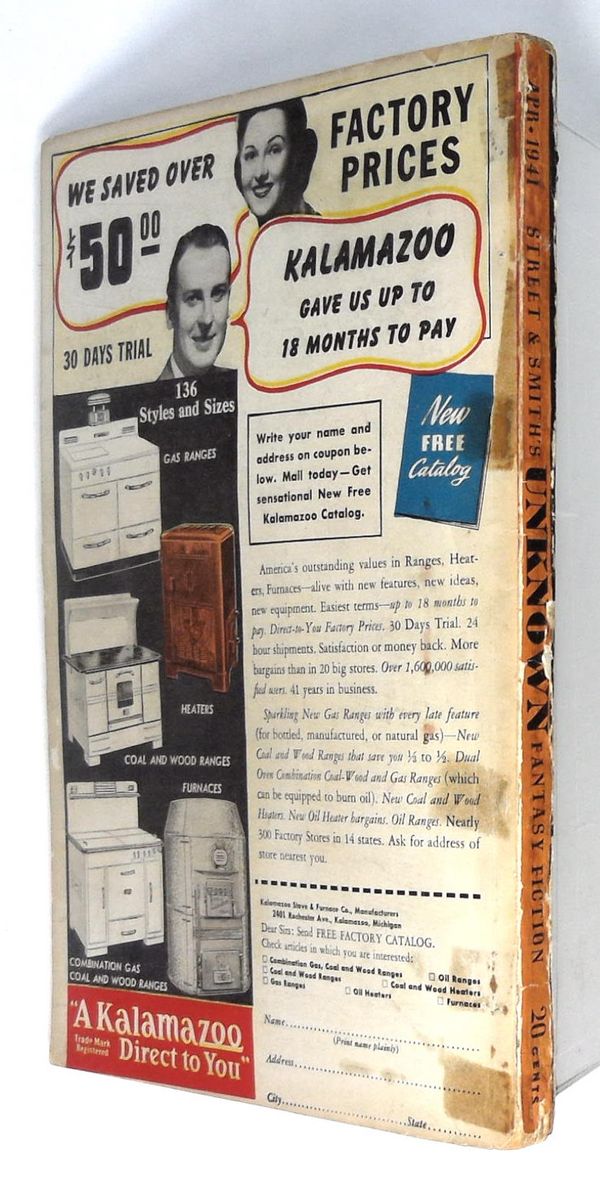 FACTORY
PRICES
WE SAVED OVER
$50 00
KALAMAZOO
GAVE US UP TO
18 MONTHS TO PAY
30 DAYS TRIAL
136
Styles and Sizes
GAS RANGES
HEATERS
COAL AND WOOD RANGES
FURNACES
COMBINATION GAS
COAL AND WOOD RANGES
"A Kalamazoo
Trade Mark
Registered
Direct to You"
Write your name and
address on coupon be-
low. Mail today—Get
sensational New Free
Kalamazoo Catalog.
New
FREE
Catalog
America's outstanding values in Ranges, Heat-
ers, Furnaces—alive with new features, new ideas,
new equipment. Easiest terms—up to 18 months to
pay. Direct-to-You Factory Prices. 30 Days Trial. 24
hour shipments. Satisfaction or money back. More
bargains than in 20 big stores. Over 1,600,000 satis-
fied users. 41 years in business.
Sparkling New Gas Ranges with every late feature
(for bottled, manufactured, or natural gas)—New
Coal and Wood Ranges that save you ⅓ to ½. Dual
Oven Combination Coal-Wood and Gas Ranges (which
can be equipped to burn oil). New Coal and Wood
Heaters. New Oil Heater bargains. Oil Ranges. Nearly
300 Factory Stores in 14 states. Ask for address of
store nearest you.
Kalamazoo Stove & Furnace Co., Manufacturers
2401 Rochester Ave., Kalamazoo, Michigan
Dear Sirs: Send FREE FACTORY CATALOG.
Check articles in which you are interested:
☐ Combination Gas, Coal and Wood Ranges ☐ Oil Ranges
☐ Coal and Wood Ranges ☐ Coal and Wood Heaters
☐ Gas Ranges ☐ Oil Heaters ☐ Furnaces
Name
(Print name plainly)
Address
City State
APR. 1941 STREET & SMITH'S UNKNOWN FANTASY FICTION 20 CENTS